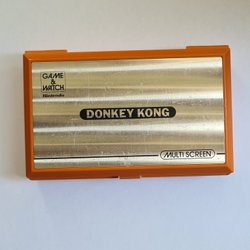 GAME
&
WATCH
Nintendo
DONKEY KONG
MULTI SCREEN